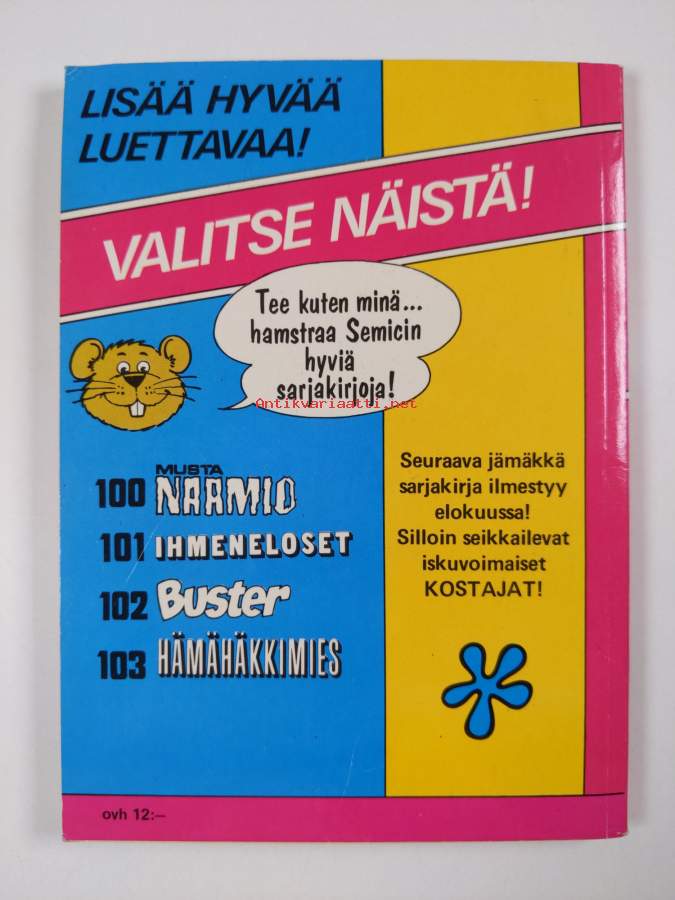 LISÄÄ HYVÄÄ
LUETTAVAA!
VALITSE NÄISTÄ!
Tee kuten minä...
hamstraa Semicin
hyviä
sarjakirjoja!
Antikvariaatti.net
100 MUSTA NAAMIO
101 IHMENELOSET
102 Buster
103 HÄMÄHÄKKIMIES
Seuraava jämäkkä
sarjakirja ilmestyy
elokuussa!
Silloin seikkailevat
iskuvoimaiset
KOSTAJAT!
ovh 12:—